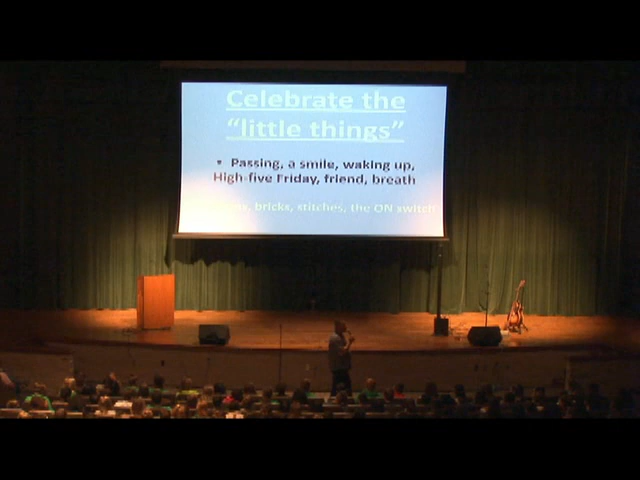 Celebrate the
“little things”
• Passing, a smile, waking up,
High-five Friday, friend, breath
bricks, stitches, the ON switch